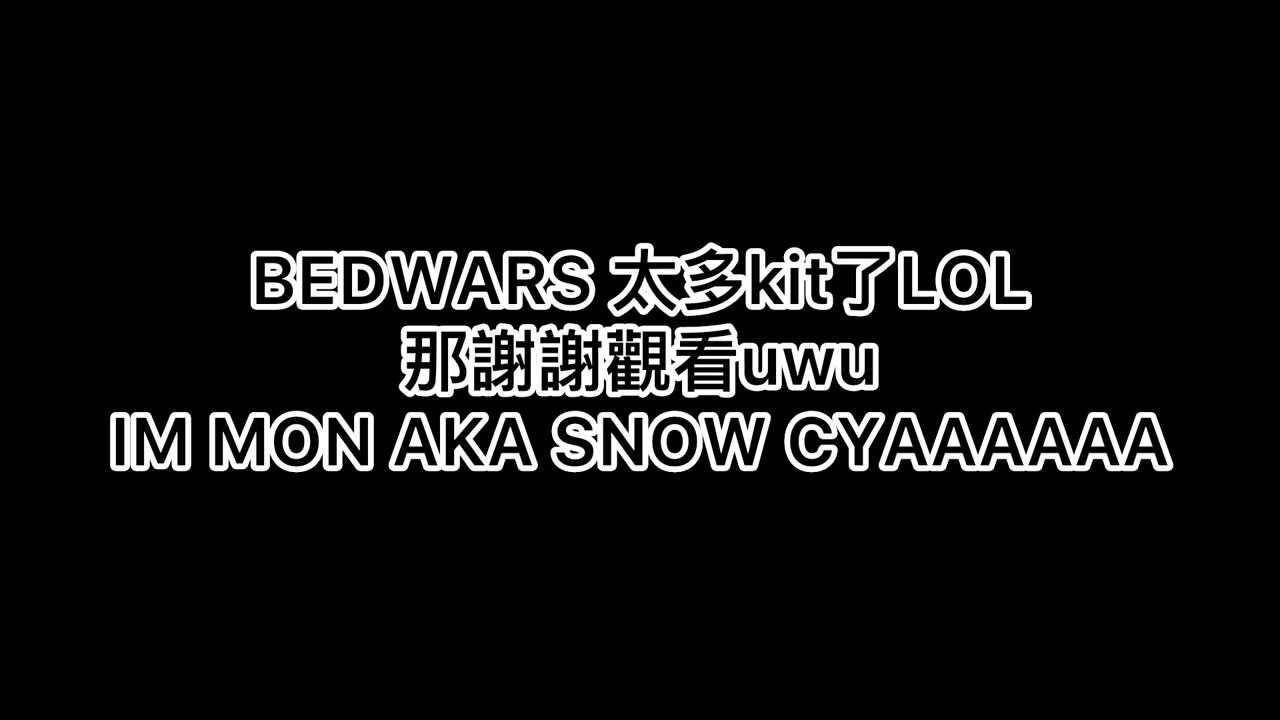 BEDWARS 太多kit了LOL
那謝謝觀看uwu
IM MON AKA SNOW CYAAAAAA